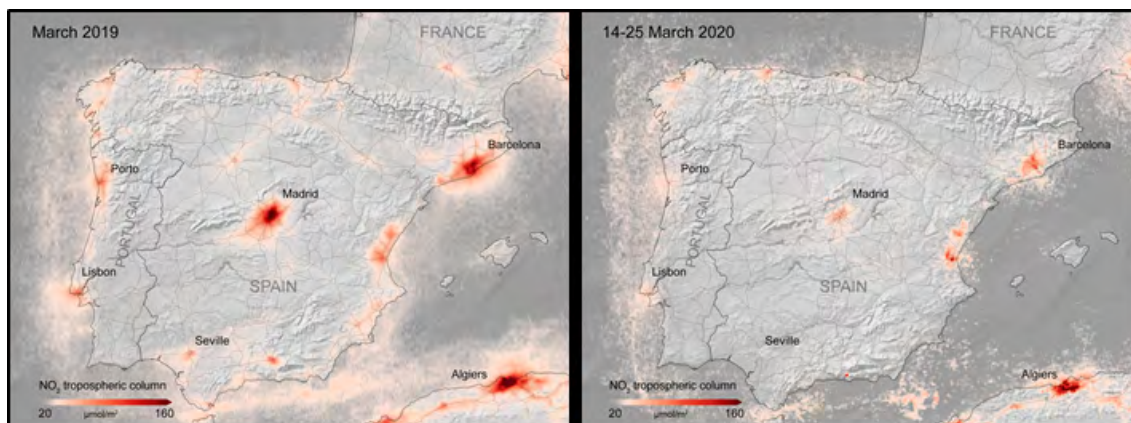 March 2019
FRANCE
Barcelona
Porto
Madrid
PORTUGAL
Lisbon
SPAIN
Seville
Algiers
NO₂ tropospheric column
20 µmol/m² 160
14-25 March 2020
FRANCE
Barcelona
Porto
Madrid
PORTUGAL
Lisbon
SPAIN
Seville
Algiers
NO₂ tropospheric column
20 µmol/m² 160